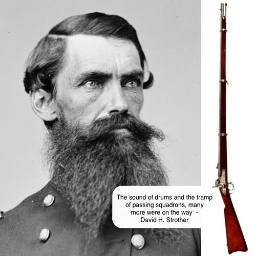 The sound of drums and the tramp
of passing squadrons, many
more were on the way -
David H. Strother